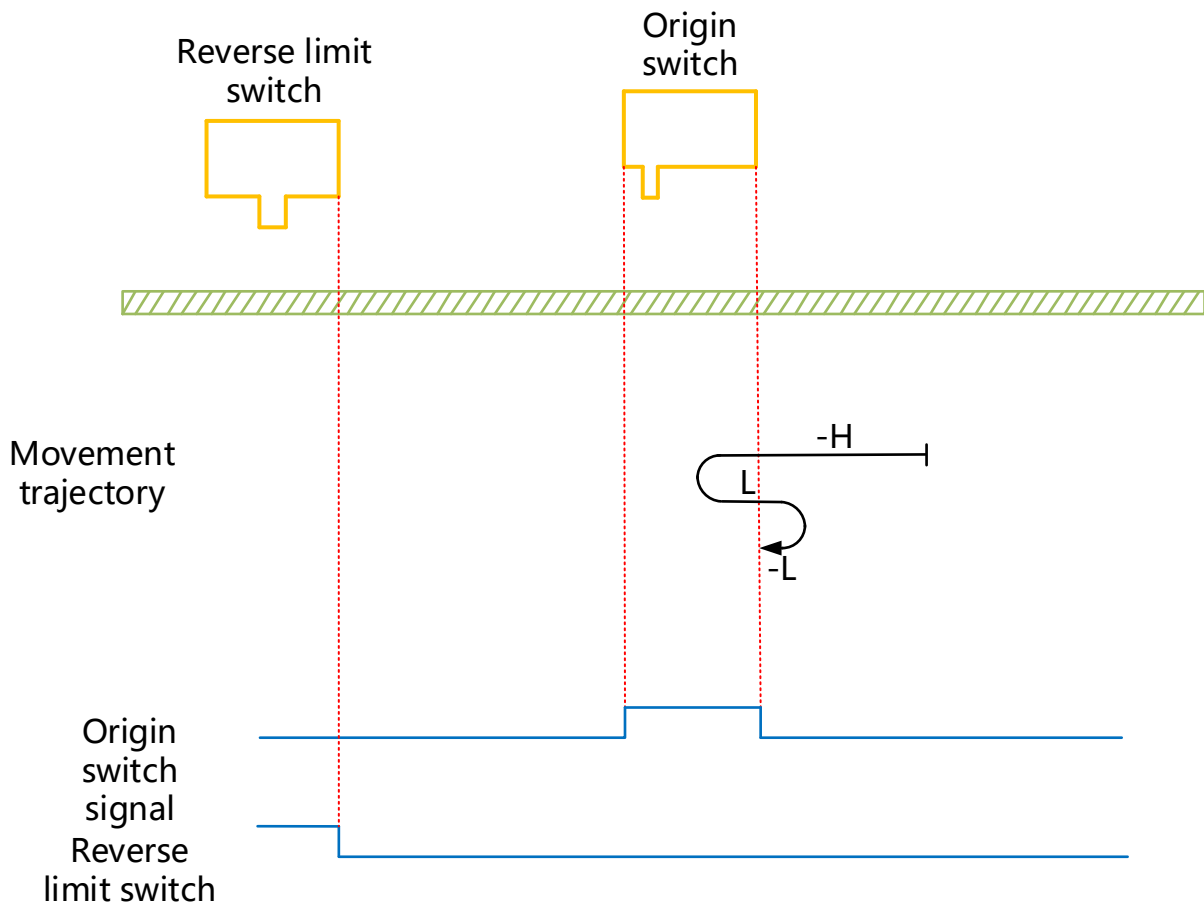 Origin
switch
Reverse limit
switch
Movement
trajectory
-H
L
-L
Origin
switch
signal
Reverse
limit switch